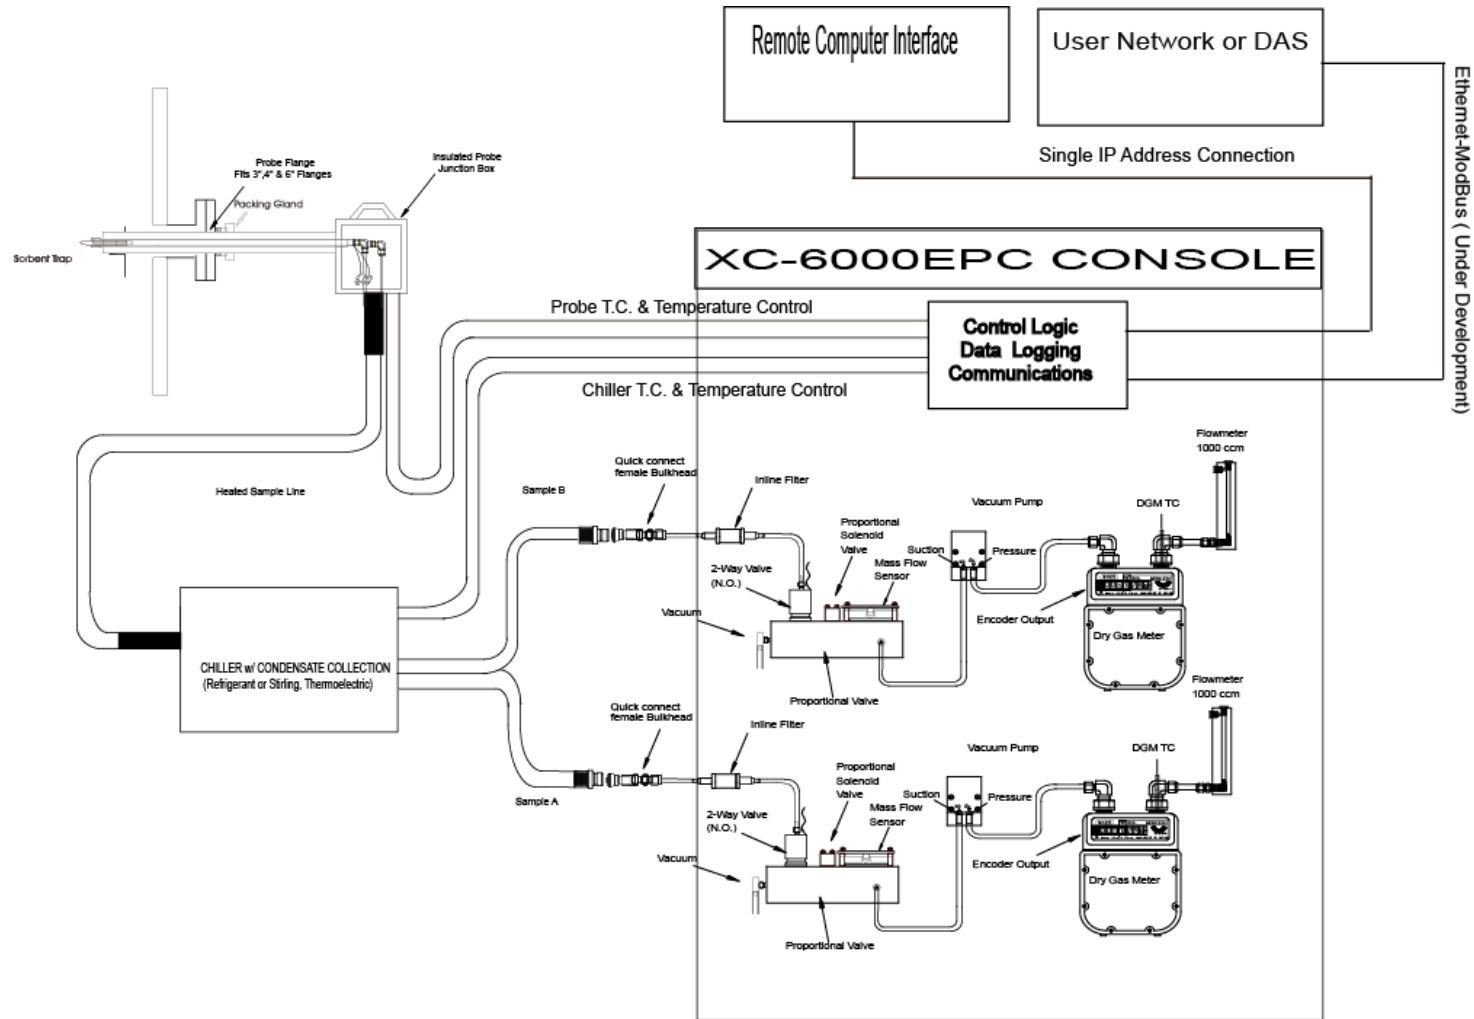 Remote Computer Interface
User Network or DAS
Ethernet-ModBus ( Under Development)
Single IP Address Connection
Probe Flange
Fits 3",4" & 6" Flanges
Insulated Probe
Junction Box
Packing Gland
Sorbent Trap
XC-6000EPC CONSOLE
Probe T.C. & Temperature Control
Control Logic
Data Logging
Communications
Chiller T.C. & Temperature Control
Heated Sample Line
Sample B
Quick connect
female Bulkhead
Inline Filter
Proportional
Solenoid
Valve
Mass Flow
Sensor
2-Way Valve
(N.O.)
Vacuum
Proportional Valve
Vacuum Pump
Suction
Pressure
DGM TC
Flowmeter
1000 ccm
Encoder Output
Dry Gas Meter
CHILLER w/ CONDENSATE COLLECTION
(Refrigerant or Stirling, Thermoelectric)
Sample A
Quick connect
female Bulkhead
Inline Filter
Proportional
Solenoid
Valve
Mass Flow
Sensor
2-Way Valve
(N.O.)
Vacuum
Proportional Valve
Vacuum Pump
Suction
Pressure
DGM TC
Flowmeter
1000 ccm
Encoder Output
Dry Gas Meter